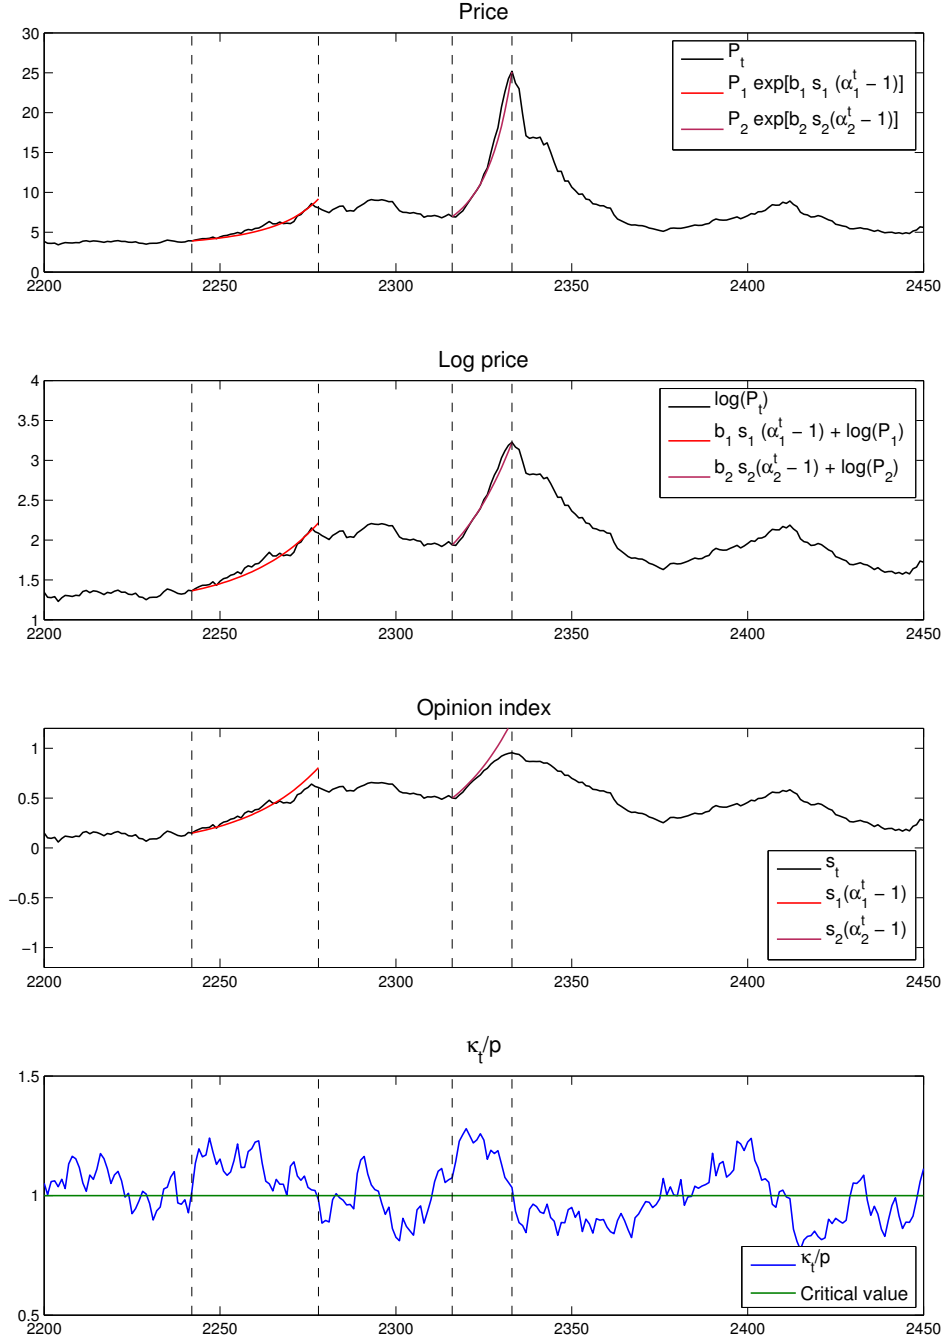 Price
30
25
20
15
10
5
0
2200 2250 2300 2350 2400 2450
P_t
P_1 exp[b_1 s_1 (α_1^t − 1)]
P_2 exp[b_2 s_2(α_2^t − 1)]
Log price
4
3.5
3
2.5
2
1.5
1
2200 2250 2300 2350 2400 2450
log(P_t)
b_1 s_1 (α_1^t − 1) + log(P_1)
b_2 s_2(α_2^t − 1) + log(P_2)
Opinion index
1
0.5
0
−0.5
−1
2200 2250 2300 2350 2400 2450
s_t
s_1(α_1^t − 1)
s_2(α_2^t − 1)
κ_t/p
1.5
1
0.5
2200 2250 2300 2350 2400 2450
κ_t/p
Critical value